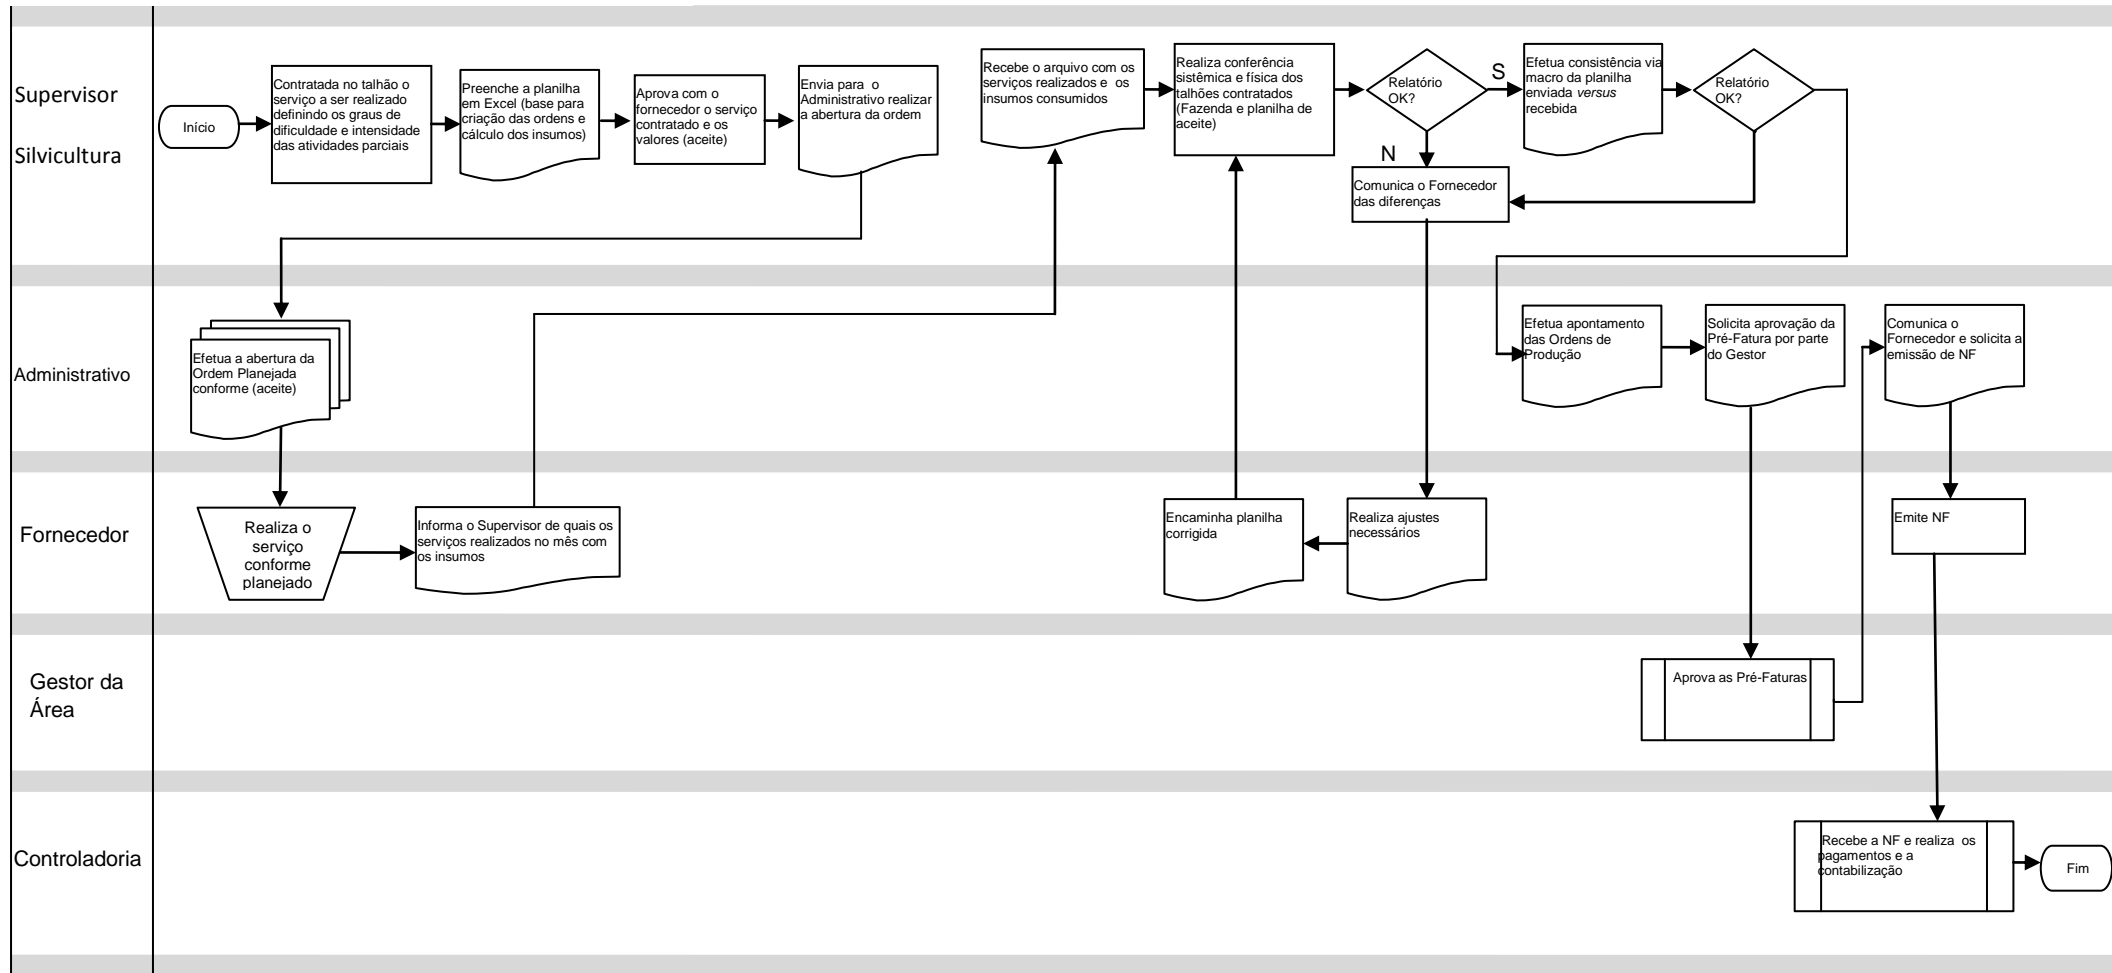 Supervisor
Silvicultura
Início
Contratada no talhão o
serviço a ser realizado
definindo os graus de
dificuldade e intensidade
das atividades parciais
Preenche a planilha
em Excel (base para
criação das ordens e
cálculo dos insumos)
Aprova com o
fornecedor o serviço
contratado e os
valores (aceite)
Envia para o
Administrativo realizar
a abertura da ordem
Recebe o arquivo com os
serviços realizados e os
insumos consumidos
Realiza conferência
sistêmica e física dos
talhões contratados
(Fazenda e planilha de
aceite)
Relatório
OK?
S
N
Efetua consistência via
macro da planilha
enviada versus
recebida
Relatório
OK?
Comunica o Fornecedor
das diferenças
Administrativo
Efetua a abertura da
Ordem Planejada
conforme (aceite)
Efetua apontamento
das Ordens de
Produção
Solicita aprovação da
Pré-Fatura por parte
do Gestor
Comunica o
Fornecedor e solicita a
emissão de NF
Fornecedor
Realiza o
serviço
conforme
planejado
Informa o Supervisor de quais os
serviços realizados no mês com
os insumos
Encaminha planilha
corrigida
Realiza ajustes
necessários
Emite NF
Gestor da
Área
Aprova as Pré-Faturas
Controladoria
Recebe a NF e realiza os
pagamentos e a
contabilização
Fim